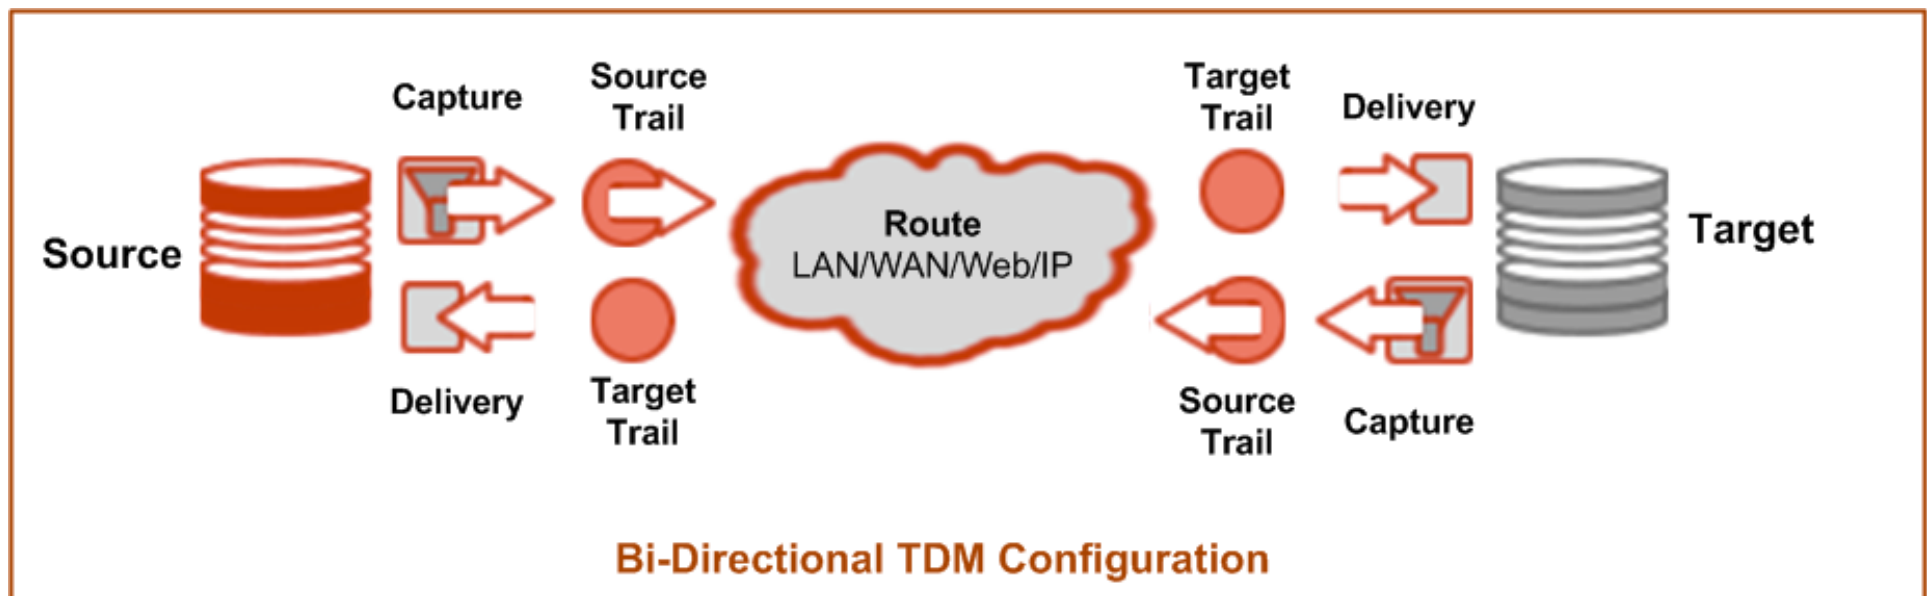 Source
Capture
Source
Trail
Target
Trail
Delivery
Route
LAN/WAN/Web/IP
Target
Delivery
Target
Trail
Source
Trail
Capture
Bi-Directional TDM Configuration